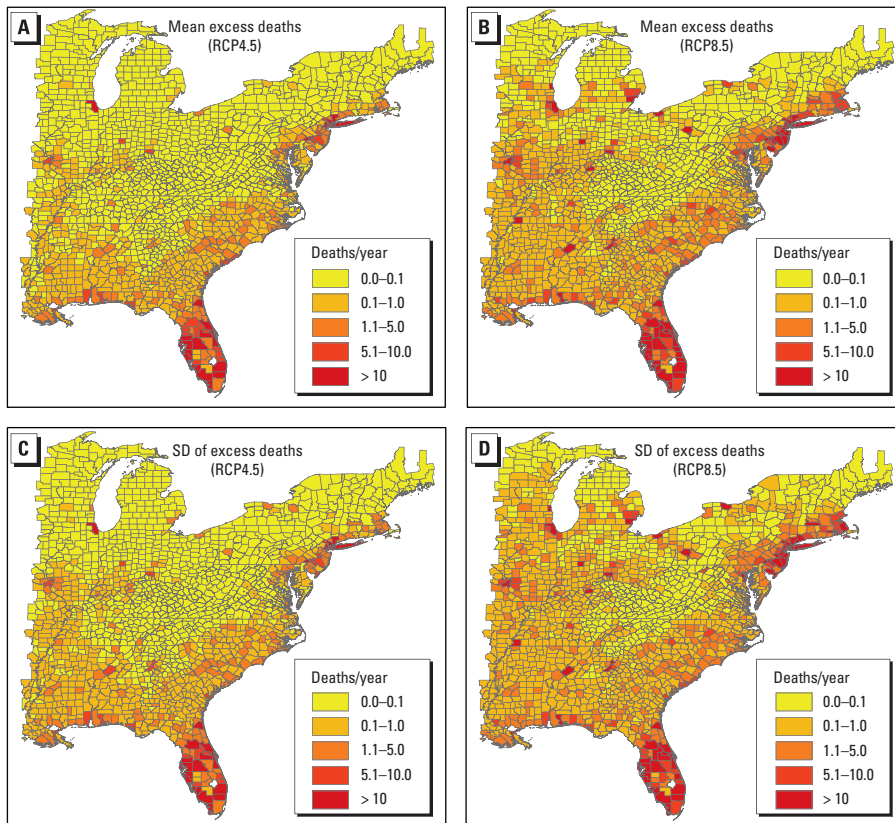 A
Mean excess deaths
(RCP4.5)
Deaths/year
0.0–0.1
0.1–1.0
1.1–5.0
5.1–10.0
> 10
B
Mean excess deaths
(RCP8.5)
Deaths/year
0.0–0.1
0.1–1.0
1.1–5.0
5.1–10.0
> 10
C
SD of excess deaths
(RCP4.5)
Deaths/year
0.0–0.1
0.1–1.0
1.1–5.0
5.1–10.0
> 10
D
SD of excess deaths
(RCP8.5)
Deaths/year
0.0–0.1
0.1–1.0
1.1–5.0
5.1–10.0
> 10